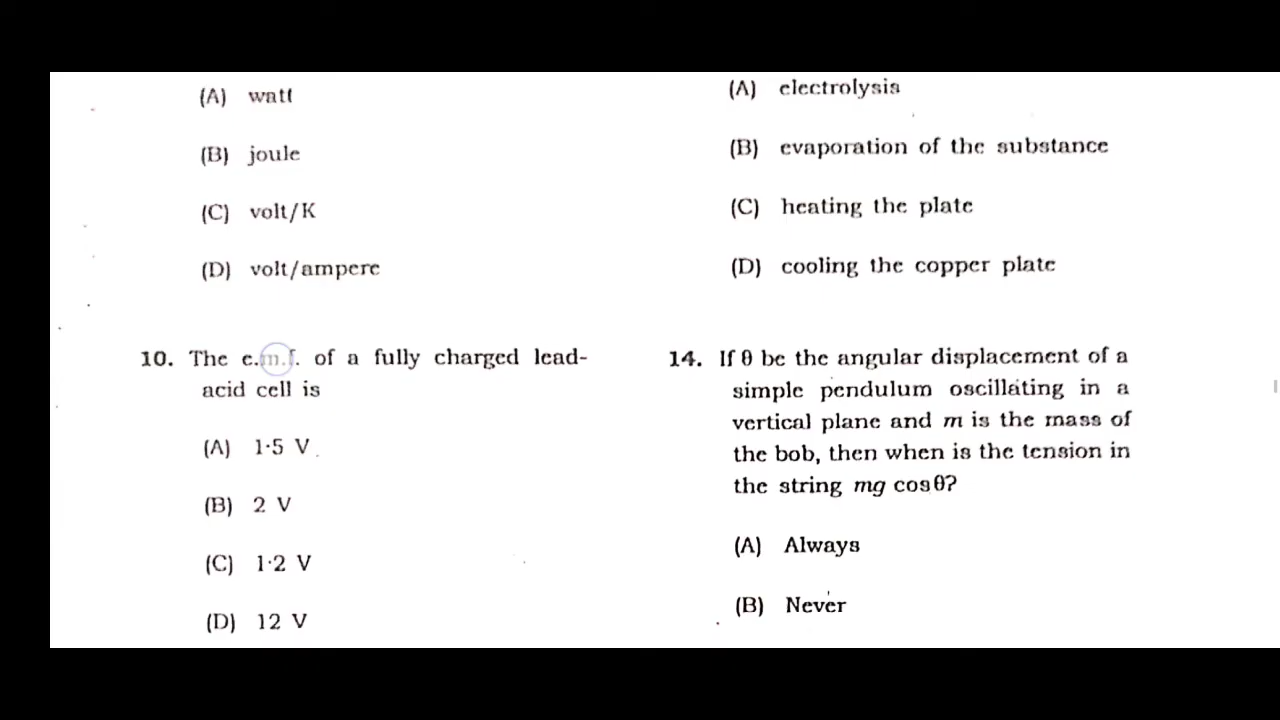 (A) watt
(B) joule
(C) volt/K
(D) volt/ampere
10. The e.m.f. of a fully charged lead-
acid cell is
(A) 1·5 V
(B) 2 V
(C) 1·2 V
(D) 12 V
(A) electrolysis
(B) evaporation of the substance
(C) heating the plate
(D) cooling the copper plate
14. If θ be the angular displacement of a
simple pendulum oscillating in a
vertical plane and m is the mass of
the bob, then when is the tension in
the string mg cosθ?
(A) Always
(B) Never